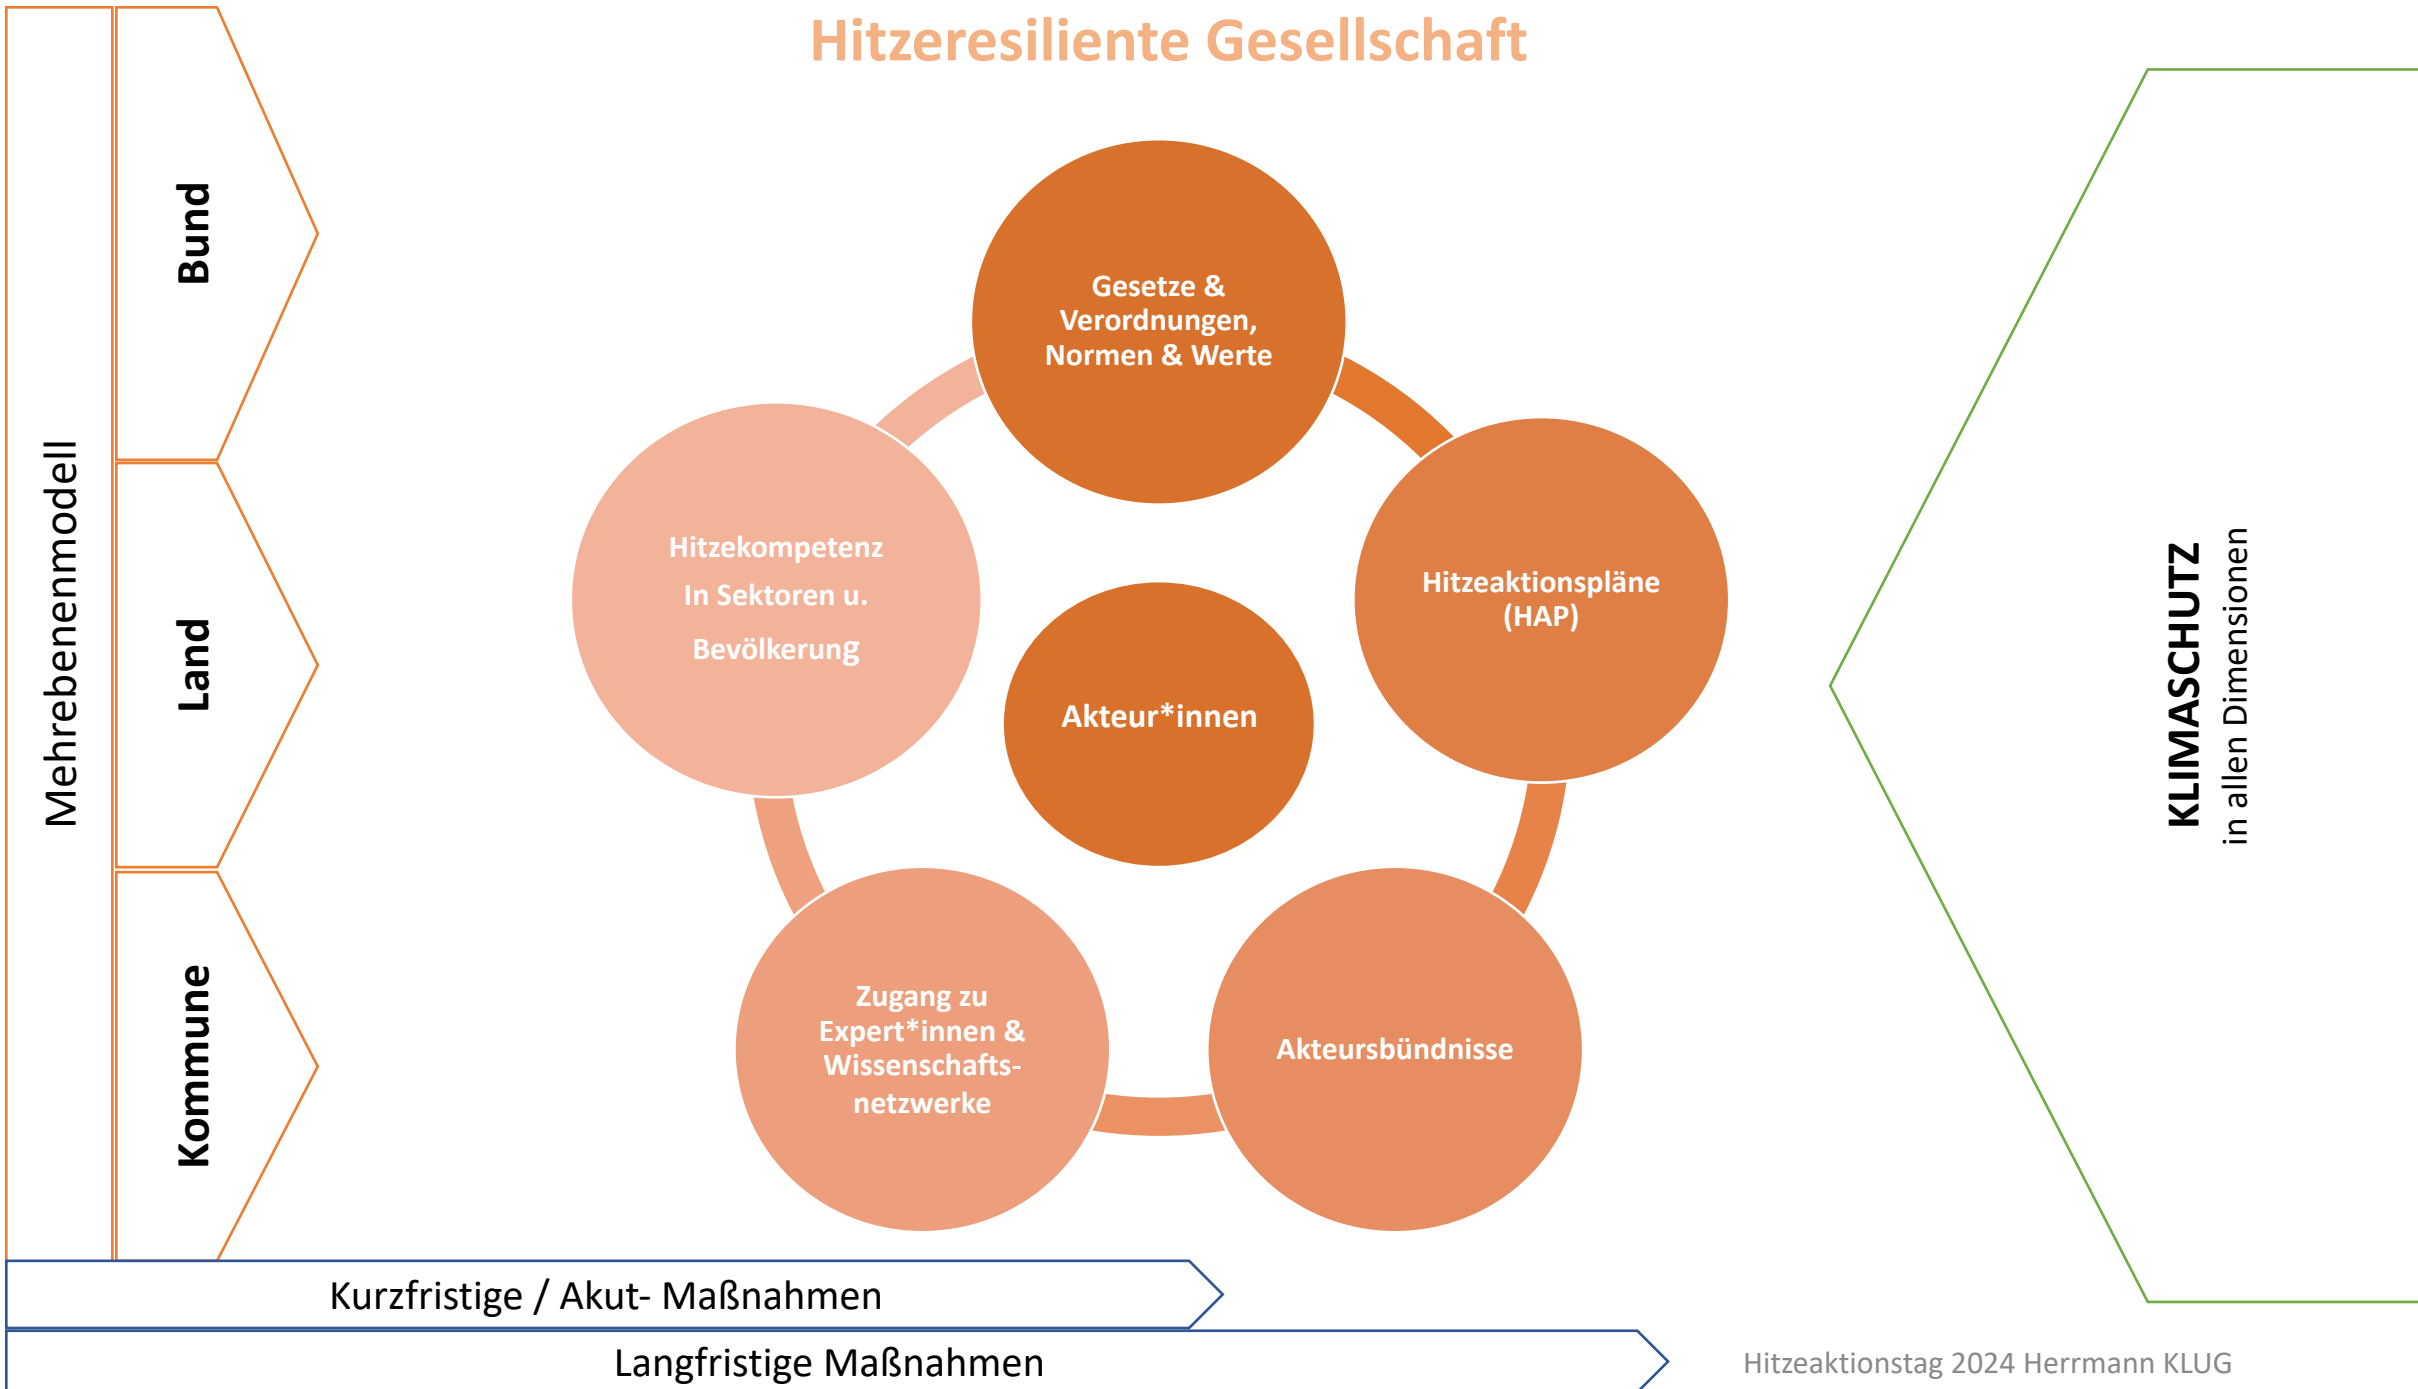 Hitzeresiliente Gesellschaft
Mehrebenenmodell
Bund
Land
Kommune
Gesetze &
Verordnungen,
Normen & Werte
Hitzeaktionspläne
(HAP)
Akteursbündnisse
Zugang zu
Expert*innen &
Wissenschafts-
netzwerke
Hitzekompetenz
In Sektoren u.
Bevölkerung
Akteur*innen
KLIMASCHUTZ
in allen Dimensionen
Kurzfristige / Akut- Maßnahmen
Langfristige Maßnahmen
Hitzeaktionstag 2024 Herrmann KLUG